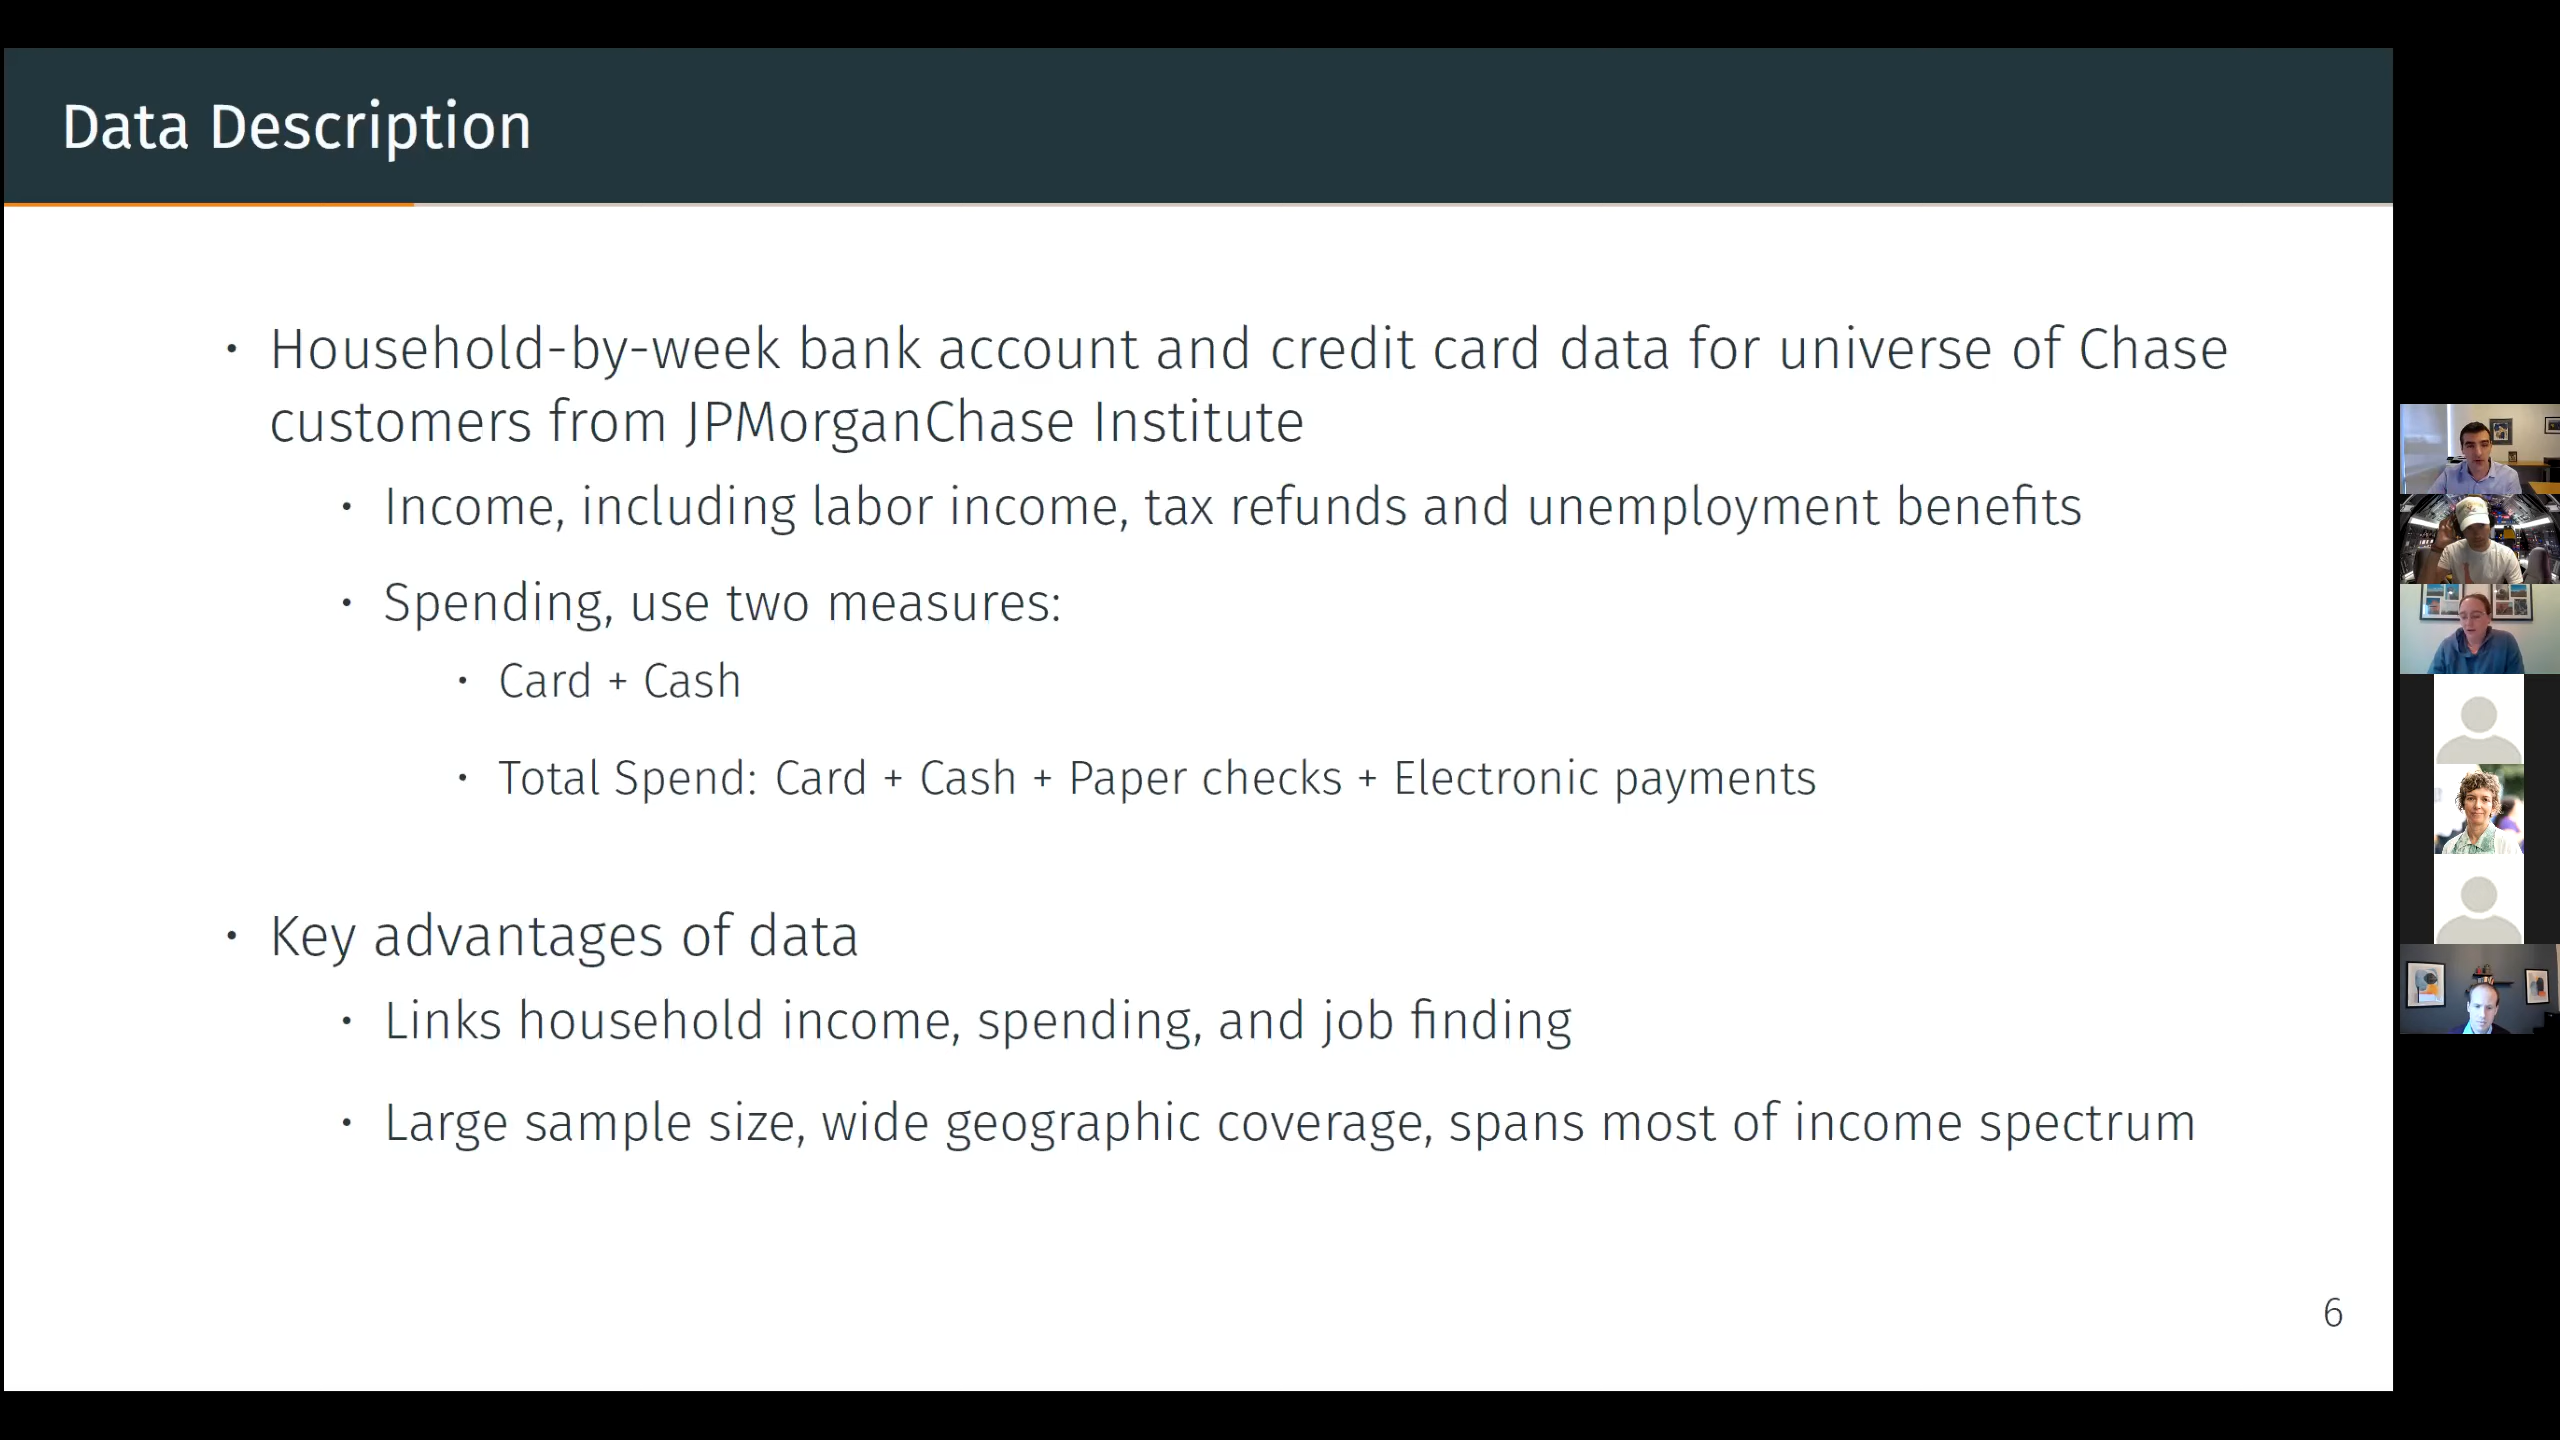 Data Description
• Household-by-week bank account and credit card data for universe of Chase
customers from JPMorganChase Institute
• Income, including labor income, tax refunds and unemployment benefits
• Spending, use two measures:
• Card + Cash
• Total Spend: Card + Cash + Paper checks + Electronic payments
• Key advantages of data
• Links household income, spending, and job finding
• Large sample size, wide geographic coverage, spans most of income spectrum
6